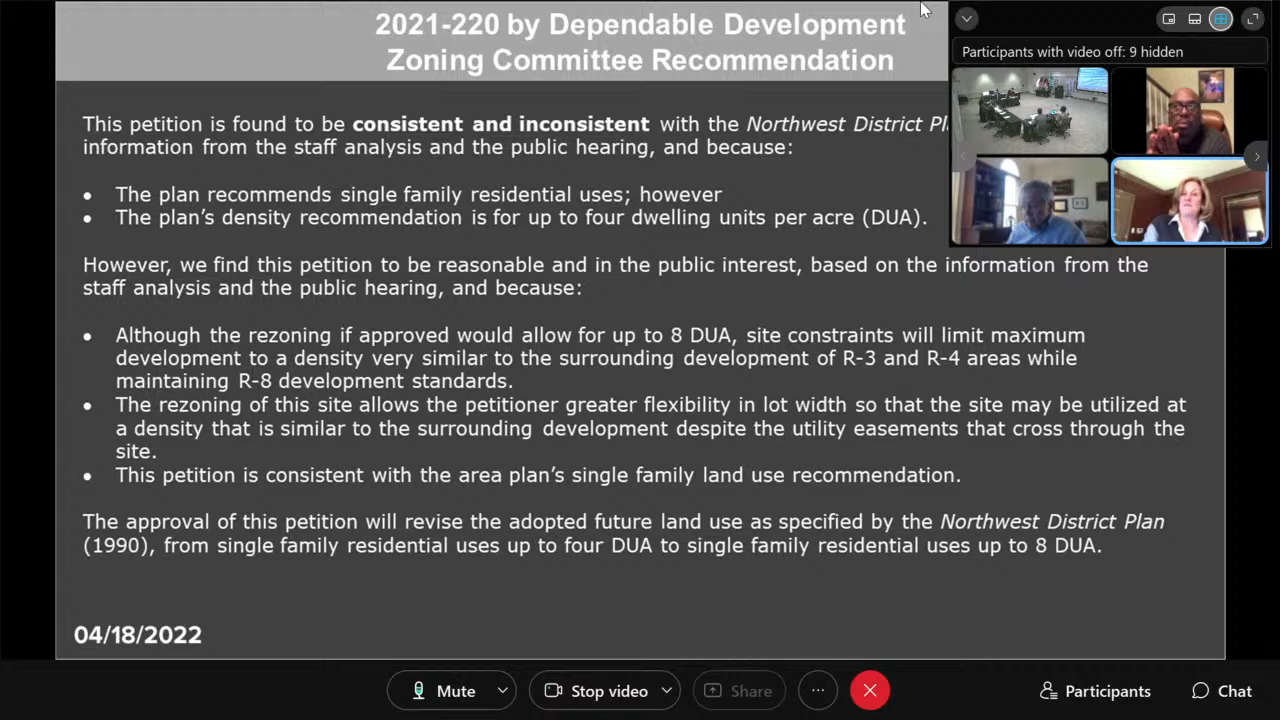 2021-220 by Dependable Development
Zoning Committee Recommendation
Participants with video off: 9 hidden
This petition is found to be consistent and inconsistent with the Northwest District
information from the staff analysis and the public hearing, and because:
• The plan recommends single family residential uses; however
• The plan's density recommendation is for up to four dwelling units per acre (DUA).
However, we find this petition to be reasonable and in the public interest, based on the information from the
staff analysis and the public hearing, and because:
• Although the rezoning if approved would allow for up to 8 DUA, site constraints will limit maximum
development to a density very similar to the surrounding development of R-3 and R-4 areas while
maintaining R-8 development standards.
• The rezoning of this site allows the petitioner greater flexibility in lot width so that the site may be utilized at
a density that is similar to the surrounding development despite the utility easements that cross through the
site.
• This petition is consistent with the area plan's single family land use recommendation.
The approval of this petition will revise the adopted future land use as specified by the Northwest District Plan
(1990), from single family residential uses up to four DUA to single family residential uses up to 8 DUA.
04/18/2022
Mute
Stop video
Share
Participants
Chat